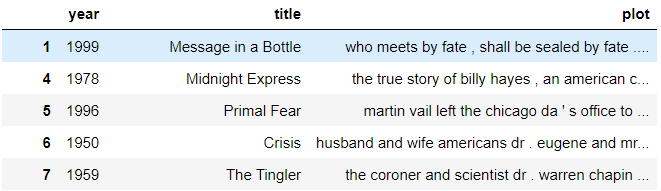 year title plot
1 1999 Message in a Bottle who meets by fate , shall be sealed by fate ....
4 1978 Midnight Express the true story of billy hayes , an american c...
5 1996 Primal Fear martin vail left the chicago da ' s office to ...
6 1950 Crisis husband and wife americans dr . eugene and mr...
7 1959 The Tingler the coroner and scientist dr . warren chapin ...